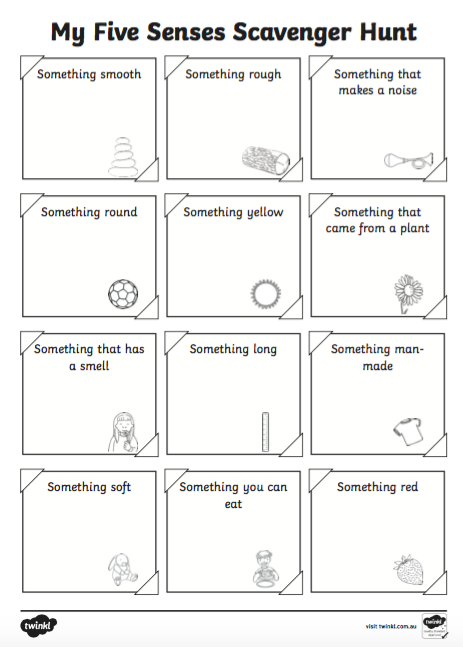 My Five Senses Scavenger Hunt
Something smooth
Something rough
Something that
makes a noise
Something round
Something yellow
Something that
came from a plant
Something that has
a smell
Something long
Something man-
made
Something soft
Something you can
eat
Something red
twinkl
visit twinkl.com.au
twinkl